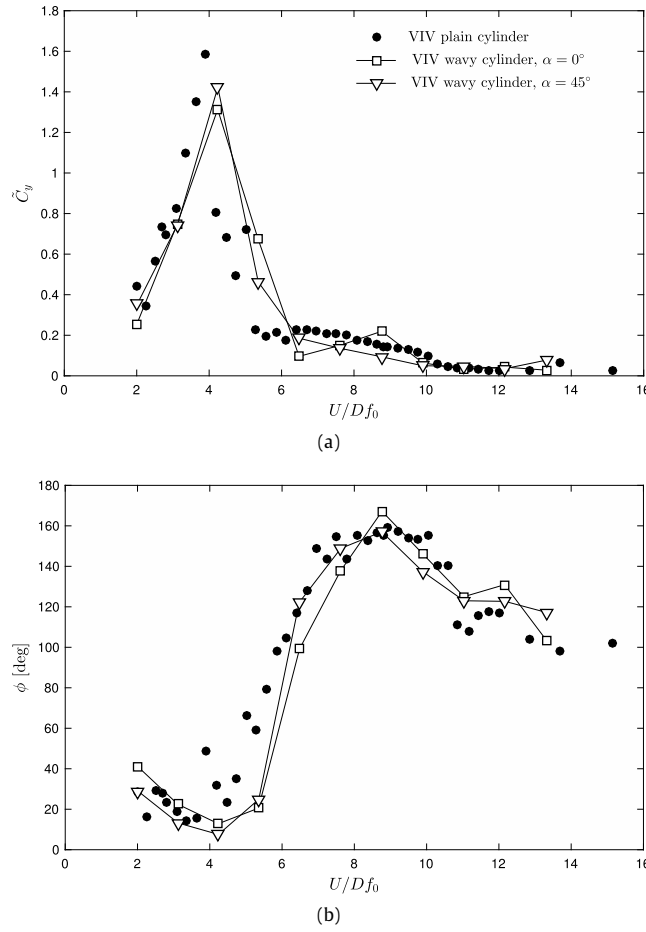 1.8
1.6
1.4
1.2
1
0.8
0.6
0.4
0.2
0
C̃y
VIV plain cylinder
VIV wavy cylinder, α = 0°
VIV wavy cylinder, α = 45°
0 2 4 6 8 10 12 14 16
U/Df0
(a)
180
160
140
120
100
80
60
40
20
0
ϕ [deg]
0 2 4 6 8 10 12 14 16
U/Df0
(b)